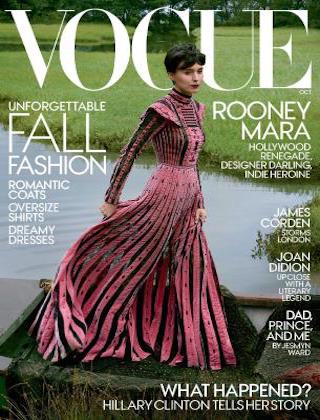 VOGUE
OCT
UNFORGETTABLE
FALL
FASHION
ROMANTIC
COATS
OVERSIZE
SHIRTS
DREAMY
DRESSES
ROONEY
MARA
HOLLYWOOD
RENEGADE,
DESIGNER DARLING,
INDIE HEROINE
JAMES
CORDEN
STORMS
LONDON
JOAN
DIDION
UP CLOSE
WITH A
LITERARY
LEGEND
DAD,
PRINCE,
AND ME
BY JESMYN
WARD
WHAT HAPPENED?
HILLARY CLINTON TELLS HER STORY